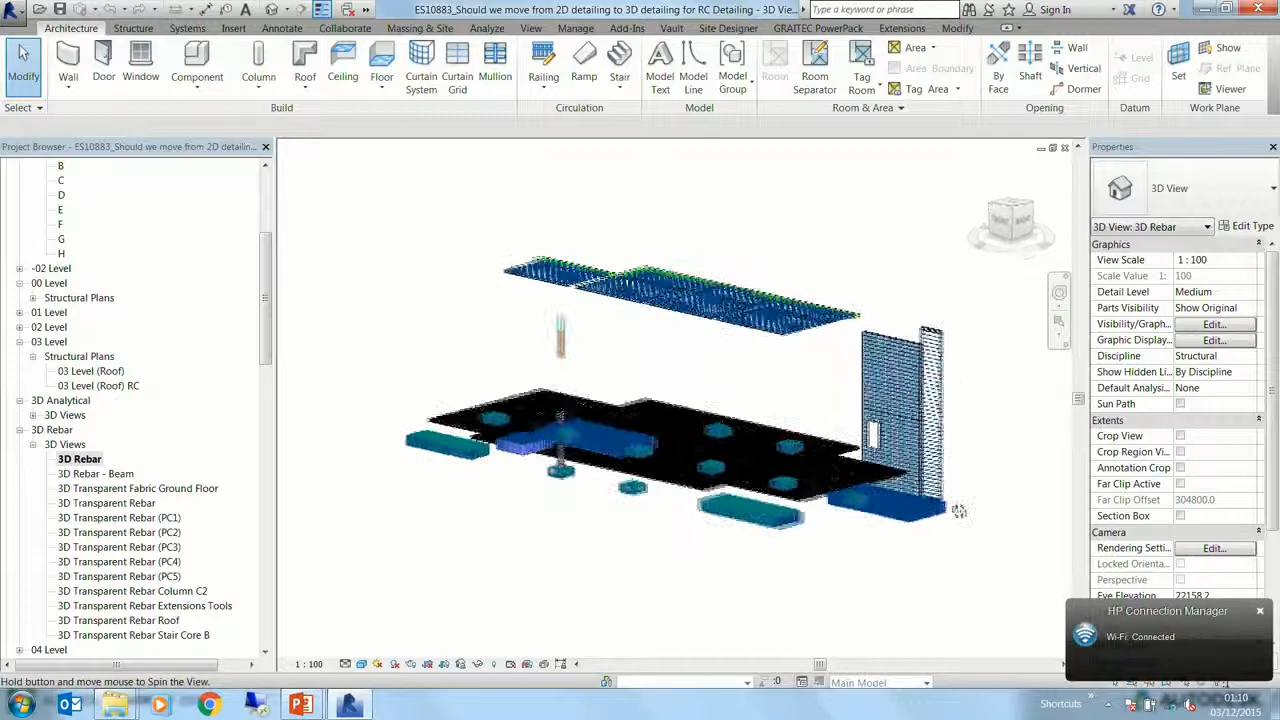 ES10883_Should we move from 2D detailing to 3D detailing for RC Detailing - 3D Vie...
Type a keyword or phrase
Sign In
Architecture Structure Systems Insert Annotate Collaborate Massing & Site Analyze View Manage Add-Ins Vault Site Designer GRAITEC PowerPack Extensions Modify
Modify
Wall
Door
Window
Component
Column
Roof
Ceiling
Floor
Curtain System
Curtain Grid
Mullion
Railing
Ramp
Stair
Model Text
Model Line
Model Group
Room
Room Separator
Tag Room
Area
Area Boundary
Tag Area
By Face
Shaft
Wall
Vertical
Dormer
Level
Grid
Set
Show
Ref Plane
Viewer
Select Build Circulation Model Room & Area Opening Datum Work Plane
Project Browser - ES10883_Should we move from 2D detailin...
B
C
D
E
F
G
H
-02 Level
00 Level
Structural Plans
01 Level
02 Level
03 Level
Structural Plans
03 Level (Roof)
03 Level (Roof) RC
3D Analytical
3D Views
3D Rebar
3D Views
3D Rebar
3D Rebar - Beam
3D Transparent Fabric Ground Floor
3D Transparent Rebar
3D Transparent Rebar (PC1)
3D Transparent Rebar (PC2)
3D Transparent Rebar (PC3)
3D Transparent Rebar (PC4)
3D Transparent Rebar (PC5)
3D Transparent Rebar Column C2
3D Transparent Rebar Extensions Tools
3D Transparent Rebar Roof
3D Transparent Rebar Stair Core B
04 Level
Properties
3D View
3D View: 3D Rebar Edit Type
Graphics
View Scale 1 : 100
Scale Value 1: 100
Detail Level Medium
Parts Visibility Show Original
Visibility/Graph... Edit...
Graphic Display... Edit...
Discipline Structural
Show Hidden Li... By Discipline
Default Analysi... None
Sun Path
Extents
Crop View
Crop Region Vi...
Annotation Crop
Far Clip Active
Far Clip Offset 304800.0
Section Box
Camera
Rendering Setti... Edit...
Locked Orienta...
Perspective
Eye Elevation 22158.2
HP Connection Manager
Wi-Fi: Connected
1 : 100
Hold button and move mouse to Spin the View.
:0
Main Model
Shortcuts
01:10
03/12/2015